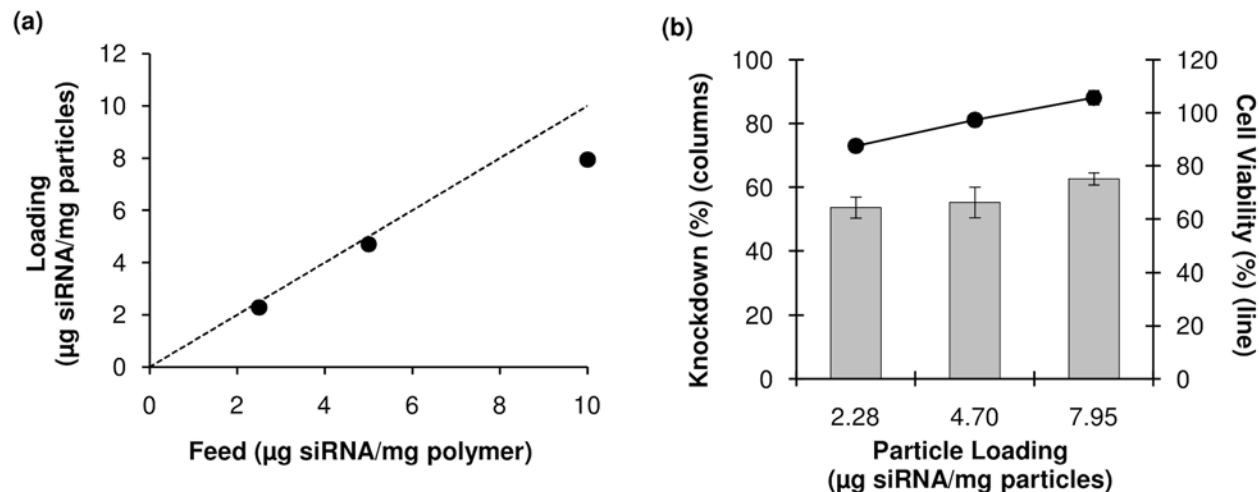 (a)
Loading
(µg siRNA/mg particles)
12
10
8
6
4
2
0
0 2 4 6 8 10
Feed (µg siRNA/mg polymer)
(b)
Knockdown (%) (columns)
100
80
60
40
20
0
120
100
80
60
40
20
0
Cell Viability (%) (line)
2.28 4.70 7.95
Particle Loading
(µg siRNA/mg particles)